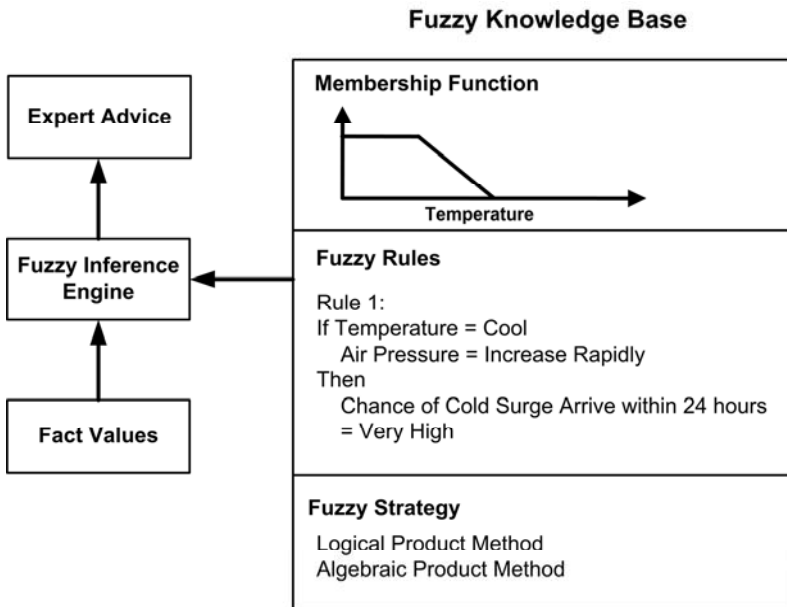 Fuzzy Knowledge Base
Expert Advice
Fuzzy Inference
Engine
Fact Values
Membership Function
Temperature
Fuzzy Rules
Rule 1:
If Temperature = Cool
Air Pressure = Increase Rapidly
Then
Chance of Cold Surge Arrive within 24 hours
= Very High
Fuzzy Strategy
Logical Product Method
Algebraic Product Method